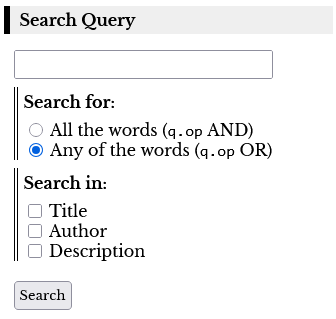 Search Query
Search for:
All the words (q.op AND)
Any of the words (q.op OR)
Search in:
Title
Author
Description
Search